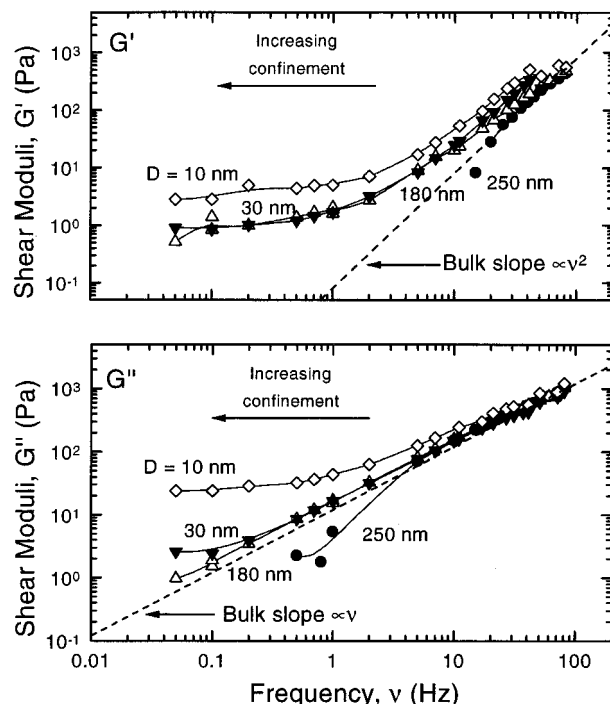 G'
Increasing
confinement
Shear Moduli, G' (Pa)
10³
10²
10¹
10⁰
10⁻¹
D = 10 nm
30 nm
180 nm
250 nm
Bulk slope ∝ν²
G"
Increasing
confinement
Shear Moduli, G" (Pa)
10³
10²
10¹
10⁰
10⁻¹
D = 10 nm
30 nm
250 nm
180 nm
Bulk slope ∝ν
0.01 0.1 1 10 100
Frequency, ν (Hz)